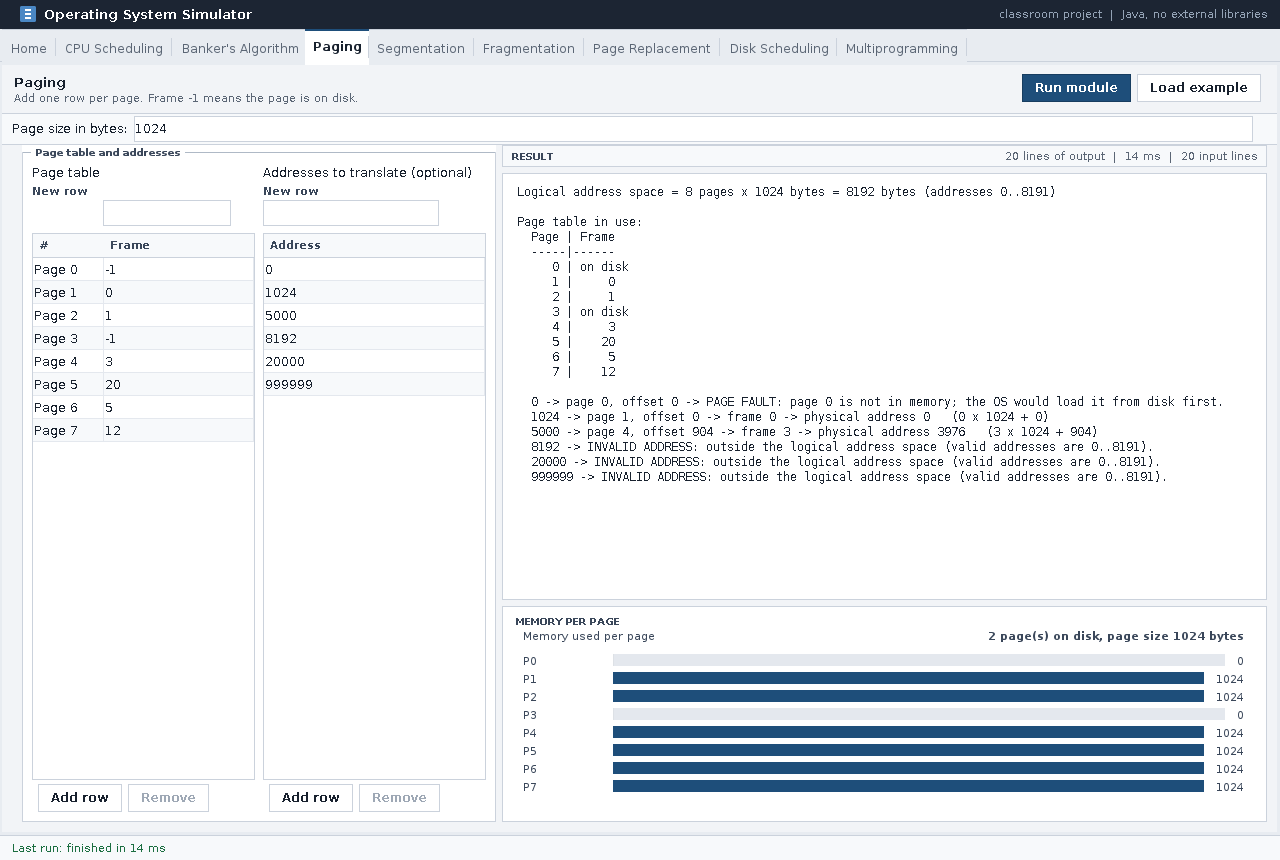 Operating System Simulator
classroom project | Java, no external libraries
Home
CPU Scheduling
Banker's Algorithm
Paging
Segmentation
Fragmentation
Page Replacement
Disk Scheduling
Multiprogramming
Paging
Add one row per page. Frame -1 means the page is on disk.
Run module
Load example
Page size in bytes: 1024
Page table and addresses
Page table
New row
# Frame
Page 0 -1
Page 1 0
Page 2 1
Page 3 -1
Page 4 3
Page 5 20
Page 6 5
Page 7 12
Add row
Remove
Addresses to translate (optional)
New row
Address
0
1024
5000
8192
20000
999999
Add row
Remove
RESULT
20 lines of output | 14 ms | 20 input lines
Logical address space = 8 pages x 1024 bytes = 8192 bytes (addresses 0..8191)
Page table in use:
Page | Frame
-----|------
0 | on disk
1 | 0
2 | 1
3 | on disk
4 | 3
5 | 20
6 | 5
7 | 12
0 -> page 0, offset 0 -> PAGE FAULT: page 0 is not in memory; the OS would load it from disk first.
1024 -> page 1, offset 0 -> frame 0 -> physical address 0 (0 x 1024 + 0)
5000 -> page 4, offset 904 -> frame 3 -> physical address 3976 (3 x 1024 + 904)
8192 -> INVALID ADDRESS: outside the logical address space (valid addresses are 0..8191).
20000 -> INVALID ADDRESS: outside the logical address space (valid addresses are 0..8191).
999999 -> INVALID ADDRESS: outside the logical address space (valid addresses are 0..8191).
MEMORY PER PAGE
Memory used per page
2 page(s) on disk, page size 1024 bytes
P0 0
P1 1024
P2 1024
P3 0
P4 1024
P5 1024
P6 1024
P7 1024
Last run: finished in 14 ms